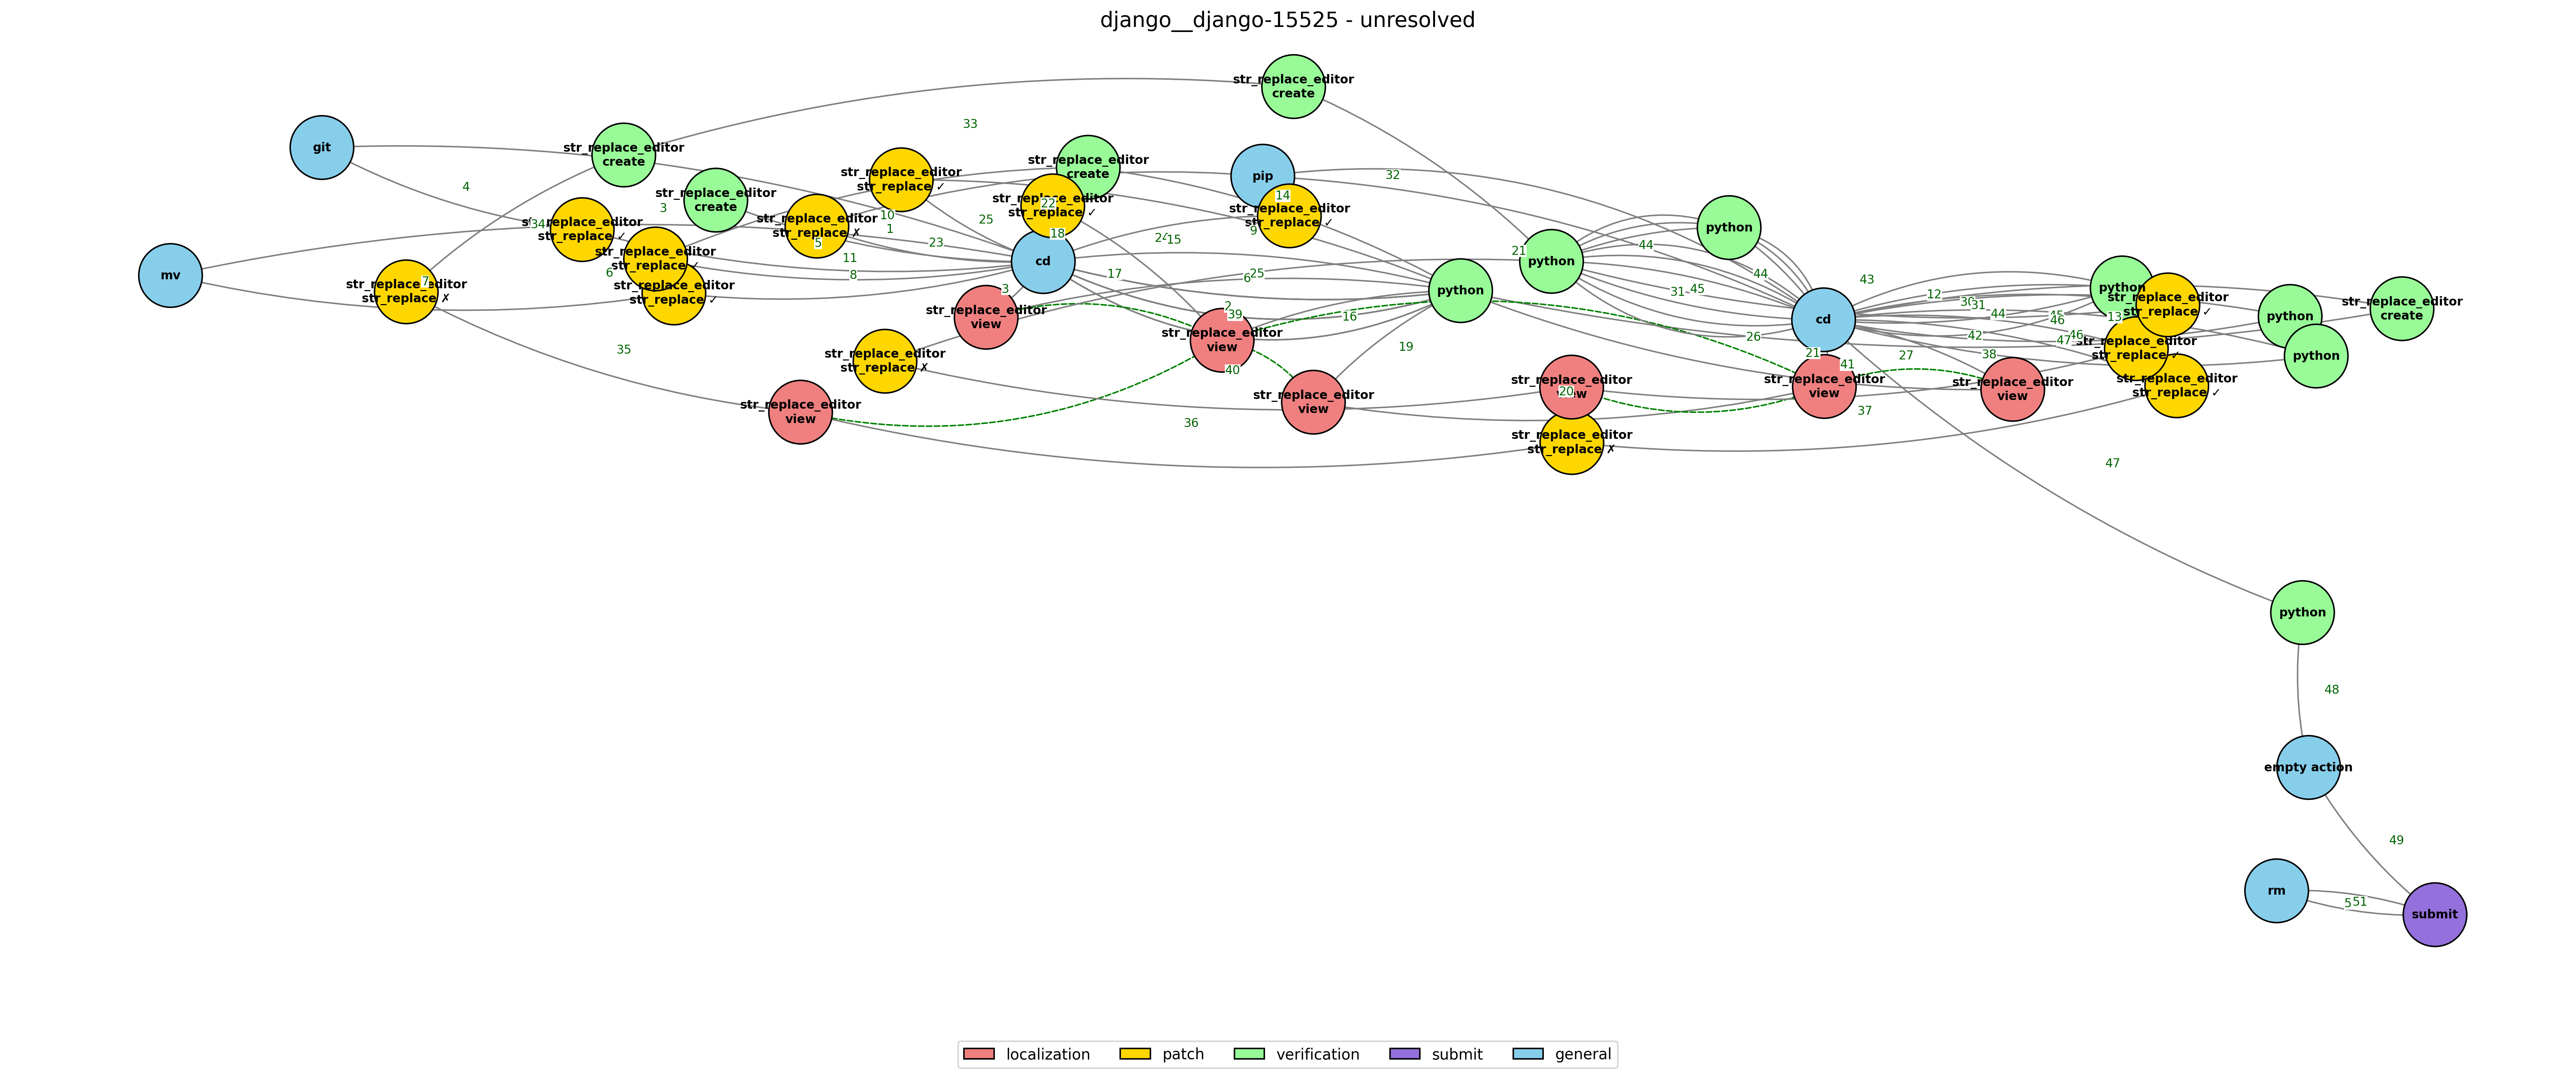 django__django-15525 - unresolved
str_replace_editor
create
33
git
str_replace_editor
create
str_replace_editor
create
pip
32
str_replace_editor
str_replace ✓
4
str_replace_editor
create
3
14
22
str_replace_editor
str_replace ✓
str_replace_editor
str_replace ✓
34
str_replace_editor
str_replace ✓
10
1
25
9
str_replace_editor
str_replace ✗
5
23
18
15
python
21
44
mv
6
str_replace_editor
str_replace ✓
11
8
cd
17
6
25
python
44
43
7
str_replace_editor
str_replace ✗
str_replace_editor
str_replace ✓
3
python
31
45
12
31
python
str_replace_editor
str_replace ✓
str_replace_editor
create
str_replace_editor
view
2
39
16
cd
44
45
46
13
python
str_replace_editor
view
19
26
42
46
47
str_replace_editor
str_replace ✓
35
str_replace_editor
str_replace ✗
40
21
41
27
38
python
str_replace_editor
view
str_replace_editor
view
str_replace_editor
20
str_replace_editor
view
str_replace_editor
view
str_replace_editor
str_replace ✓
36
37
str_replace_editor
str_replace ✗
47
python
48
empty action
49
rm
51
submit
localization
patch
verification
submit
general